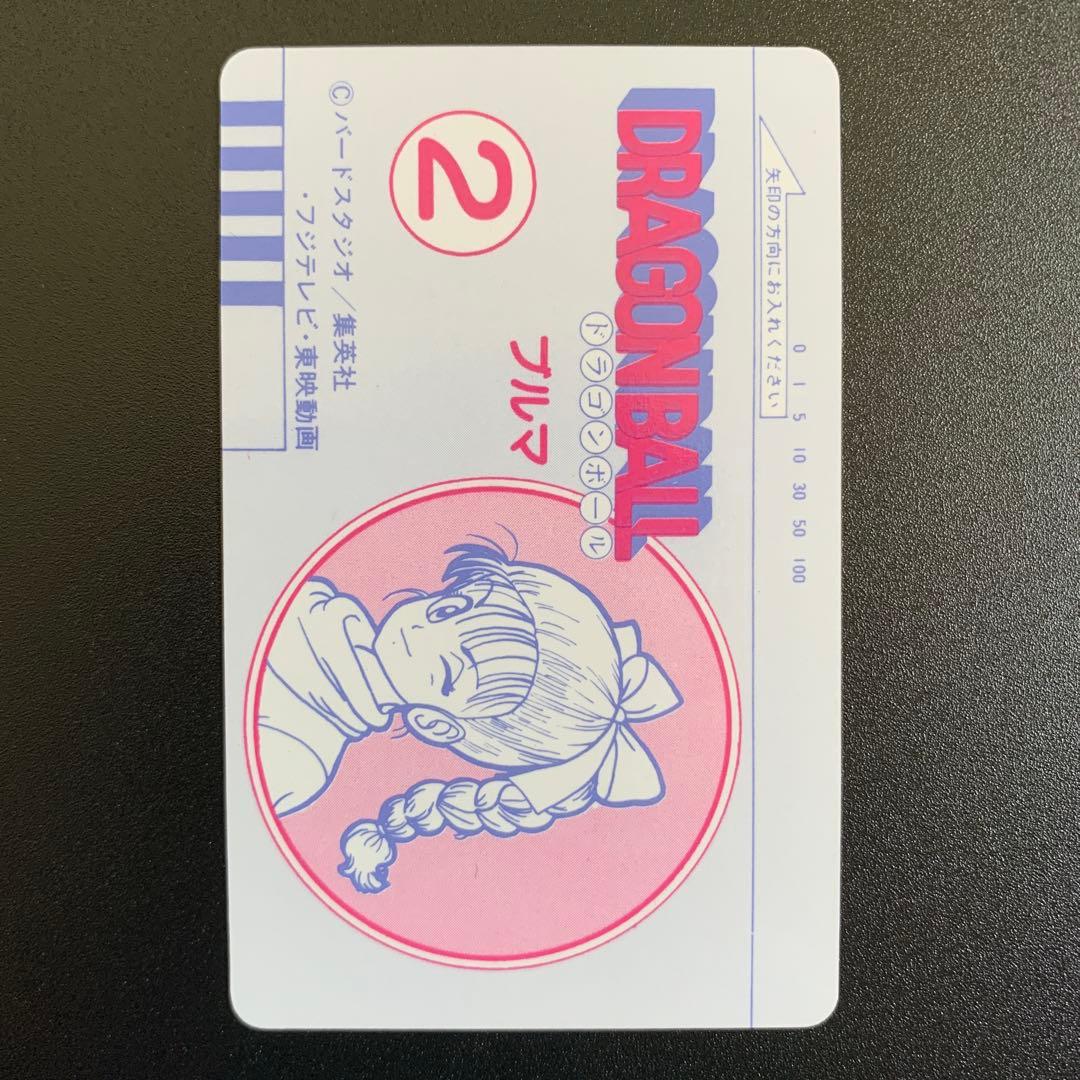 矢印の方向にお入れください
0 1 5 10 30 50 100
DRAGON BALL
ドラゴンボール
ブルマ
2
©バードスタジオ／集英社
・フジテレビ・東映動画